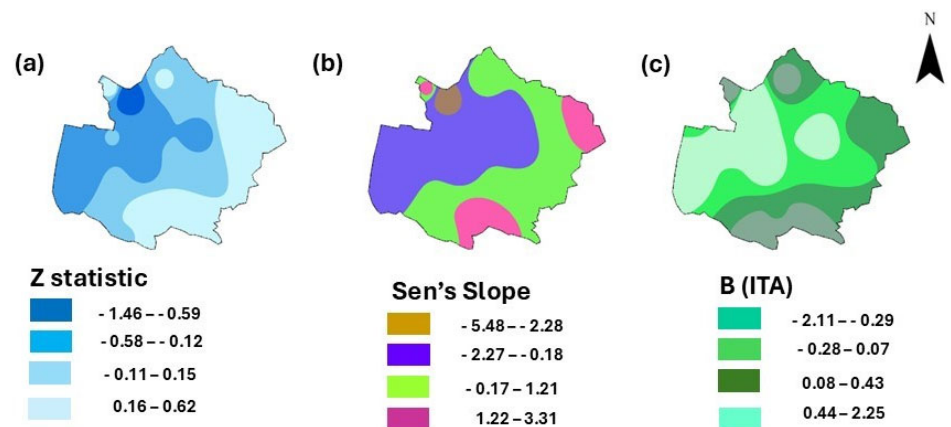 N
(a)
(b)
(c)
Z statistic
- 1.46 – - 0.59
-0.58 – - 0.12
- 0.11 – 0.15
0.16 – 0.62
Sen's Slope
- 5.48 – - 2.28
-2.27 – - 0.18
- 0.17 – 1.21
1.22 – 3.31
B (ITA)
- 2.11 – - 0.29
-0.28 – 0.07
0.08 – 0.43
0.44 – 2.25